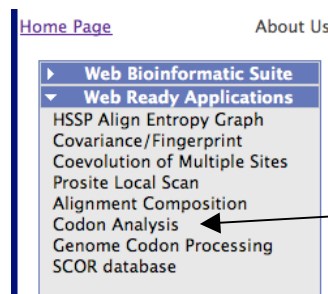 Home Page About Us
Web Bioinformatic Suite
Web Ready Applications
HSSP Align Entropy Graph
Covariance/Fingerprint
Coevolution of Multiple Sites
Prosite Local Scan
Alignment Composition
Codon Analysis
Genome Codon Processing
SCOR database